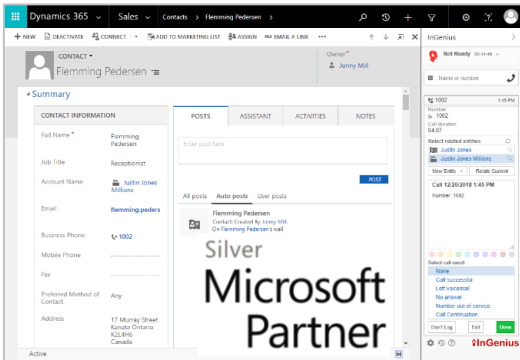 Dynamics 365
Sales
Contacts > Flemming Pedersen >
+ NEW DEACTIVATE CONNECT ADD TO MARKETING LIST ASSIGN EMAIL A LINK ...
CONTACT
Flemming Pedersen
Owner*
Jonny Mill
Summary
CONTACT INFORMATION
Full Name* Flemming
Pedersen
Job Title Receptionist
Account Name Justin Jones
Millions
Email flemming.peders
Business Phone 1002
Mobile Phone
Fax
Preferred Method of
Contact Any
Address 17 Murray Street
Kanata Ontario
K2L4H6
Canada
Active
POSTS ASSISTANT ACTIVITIES NOTES
Enter post here
POST
All posts Auto posts User posts
Flemming Pedersen
Contact: Created By Jonny Mill.
On Flemming Pedersen's wall
Silver
Microsoft
Partner
InGenius
Not Ready
Name or number
1002 1:45 PM
Number
1002
Call duration
04:07
Select related entities
Justin Jones
Justin Jones Millions
New Entity Relate Current
Call 12/20/2018 1:45 PM
Number: 1002
Select call result
None
Call successful
Left voicemail
No answer
Number out-of-service
Call Continuation
Don't Log Edit Done
InGenius